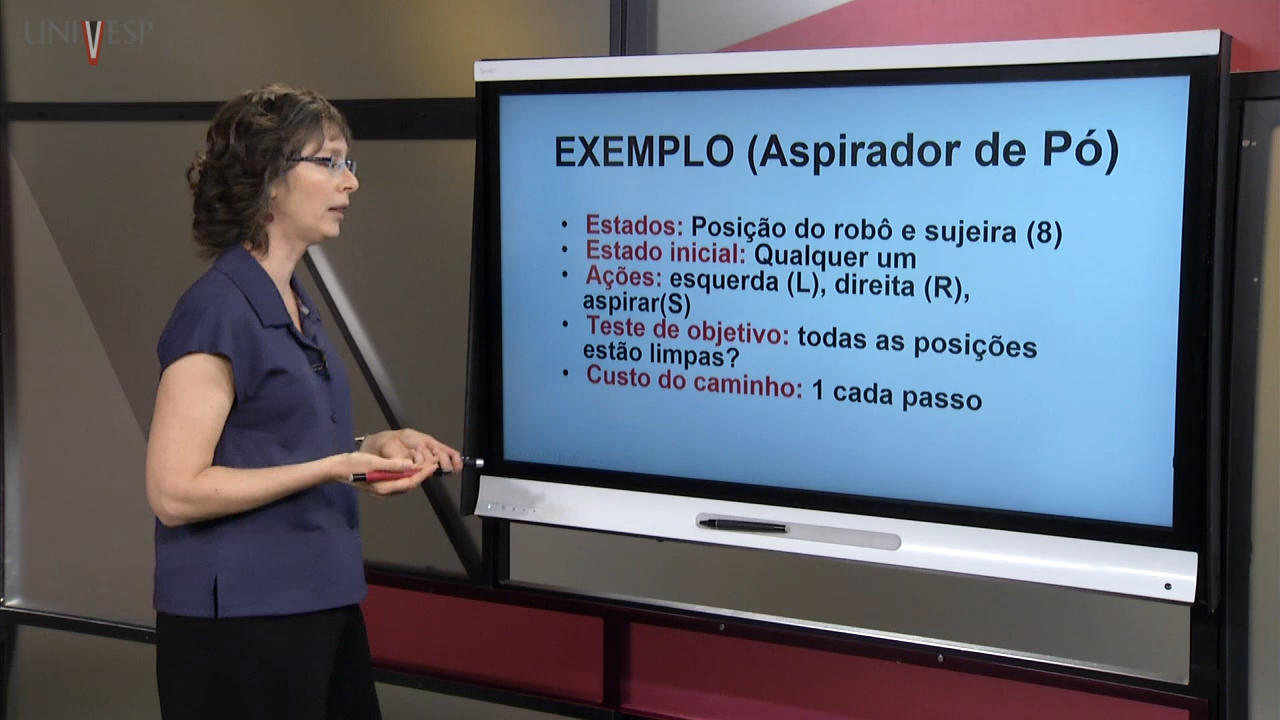 UNIVESP
EXEMPLO (Aspirador de Pó)
• Estados: Posição do robô e sujeira (8)
• Estado inicial: Qualquer um
• Ações: esquerda (L), direita (R),
aspirar(S)
• Teste de objetivo: todas as posições
estão limpas?
• Custo do caminho: 1 cada passo